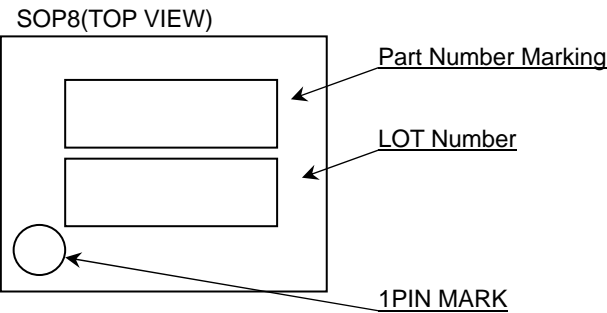 SOP8(TOP VIEW)
Part Number Marking
LOT Number
1PIN MARK